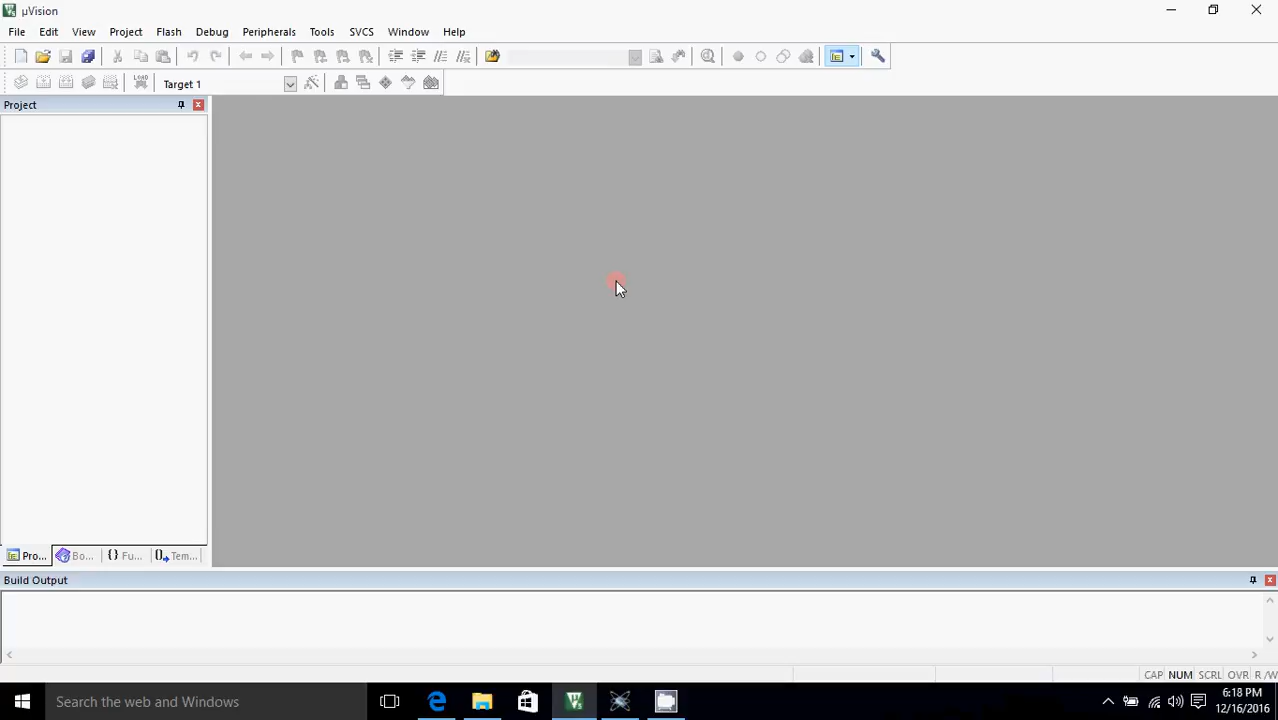 µVision
File Edit View Project Flash Debug Peripherals Tools SVCS Window Help
LOAD Target 1
Project
Pro... Bo... {} Fu... Tem...
Build Output
CAP NUM SCRL OVR R /W
Search the web and Windows
6:18 PM
12/16/2016